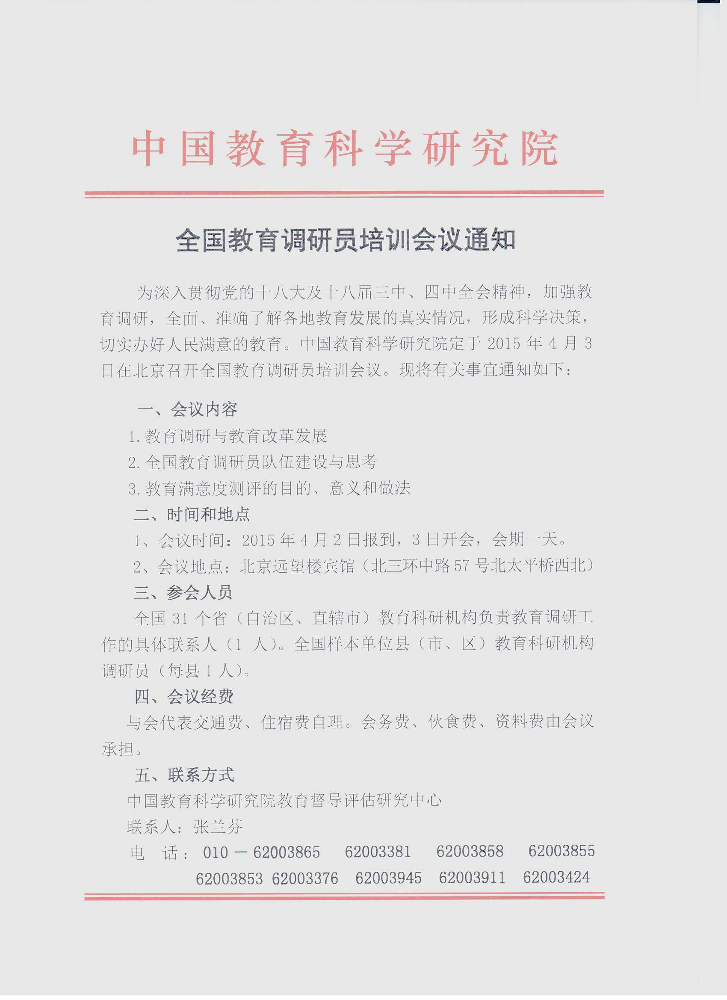 中国教育科学研究院
全国教育调研员培训会议通知
为深入贯彻党的十八大及十八届三中、四中全会精神，加强教
育调研，全面、准确了解各地教育发展的真实情况，形成科学决策，
切实办好人民满意的教育。中国教育科学研究院定于 2015 年 4 月 3
日在北京召开全国教育调研员培训会议。现将有关事宜通知如下：
一、会议内容
1. 教育调研与教育改革发展
2. 全国教育调研员队伍建设与思考
3. 教育满意度测评的目的、意义和做法
二、时间和地点
1、会议时间：2015 年 4 月 2 日报到，3 日开会，会期一天。
2、会议地点：北京远望楼宾馆（北三环中路 57 号北太平桥西北）
三、参会人员
全国 31 个省（自治区、直辖市）教育科研机构负责教育调研工
作的具体联系人（1 人）。全国样本单位县（市、区）教育科研机构
调研员（每县 1 人）。
四、会议经费
与会代表交通费、住宿费自理。会务费、伙食费、资料费由会议
承担。
五、联系方式
中国教育科学研究院教育督导评估研究中心
联系人：张兰芬
电 话：010－62003865 62003381 62003858 62003855
62003853 62003376 62003945 62003911 62003424